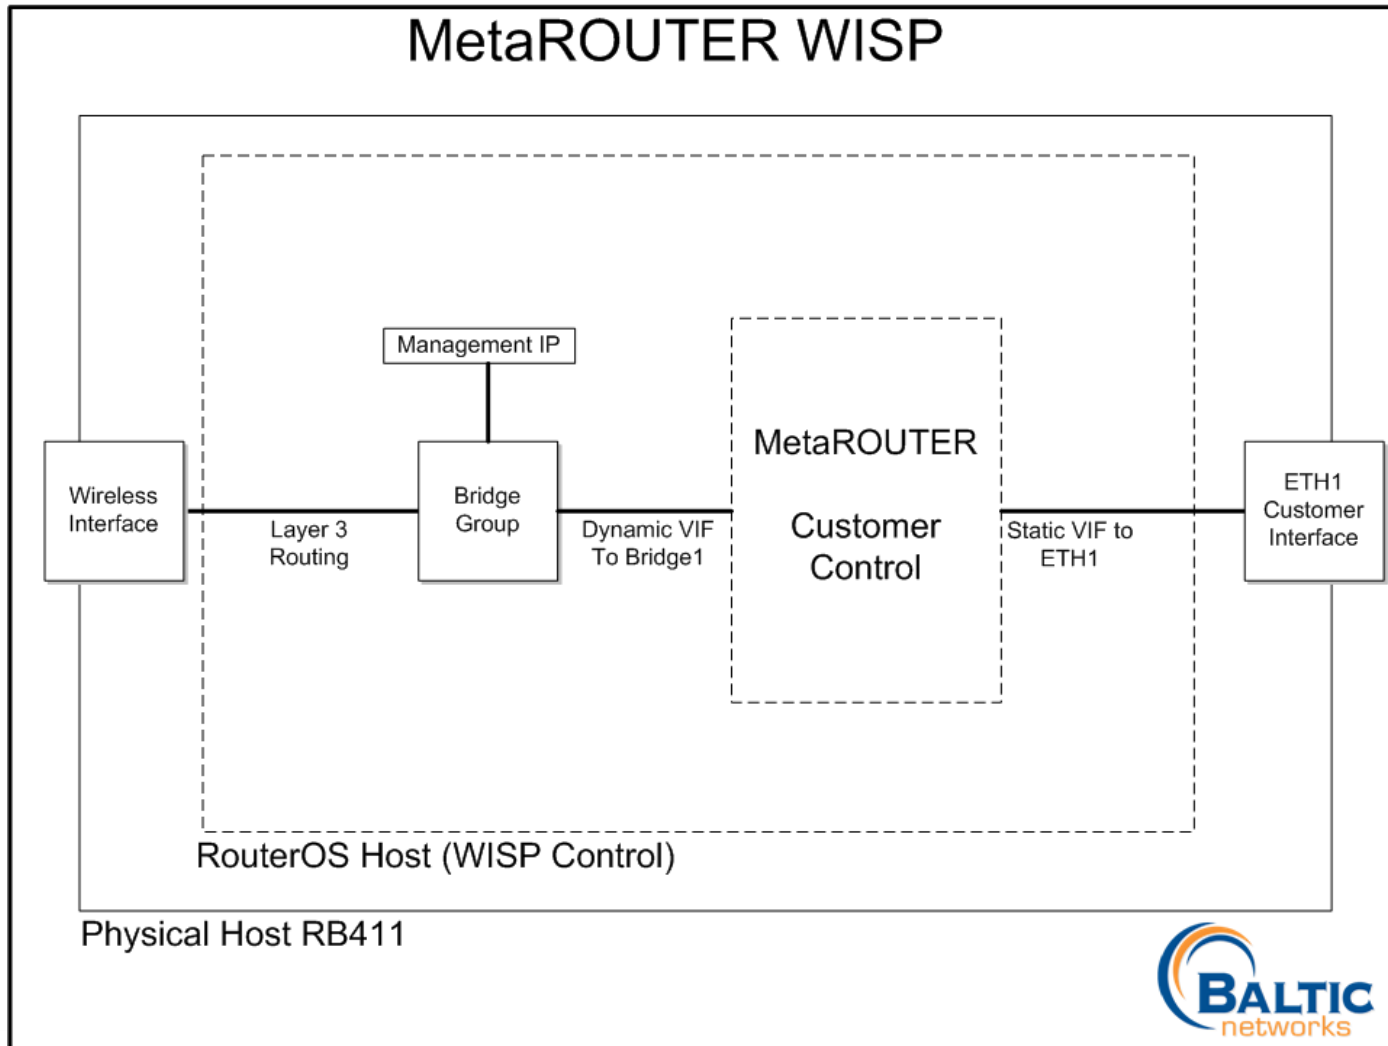 MetaROUTER WISP
Management IP
Wireless
Interface
Layer 3
Routing
Bridge
Group
Dynamic VIF
To Bridge1
MetaROUTER
Customer
Control
Static VIF to
ETH1
ETH1
Customer
Interface
RouterOS Host (WISP Control)
Physical Host RB411
BALTIC
networks